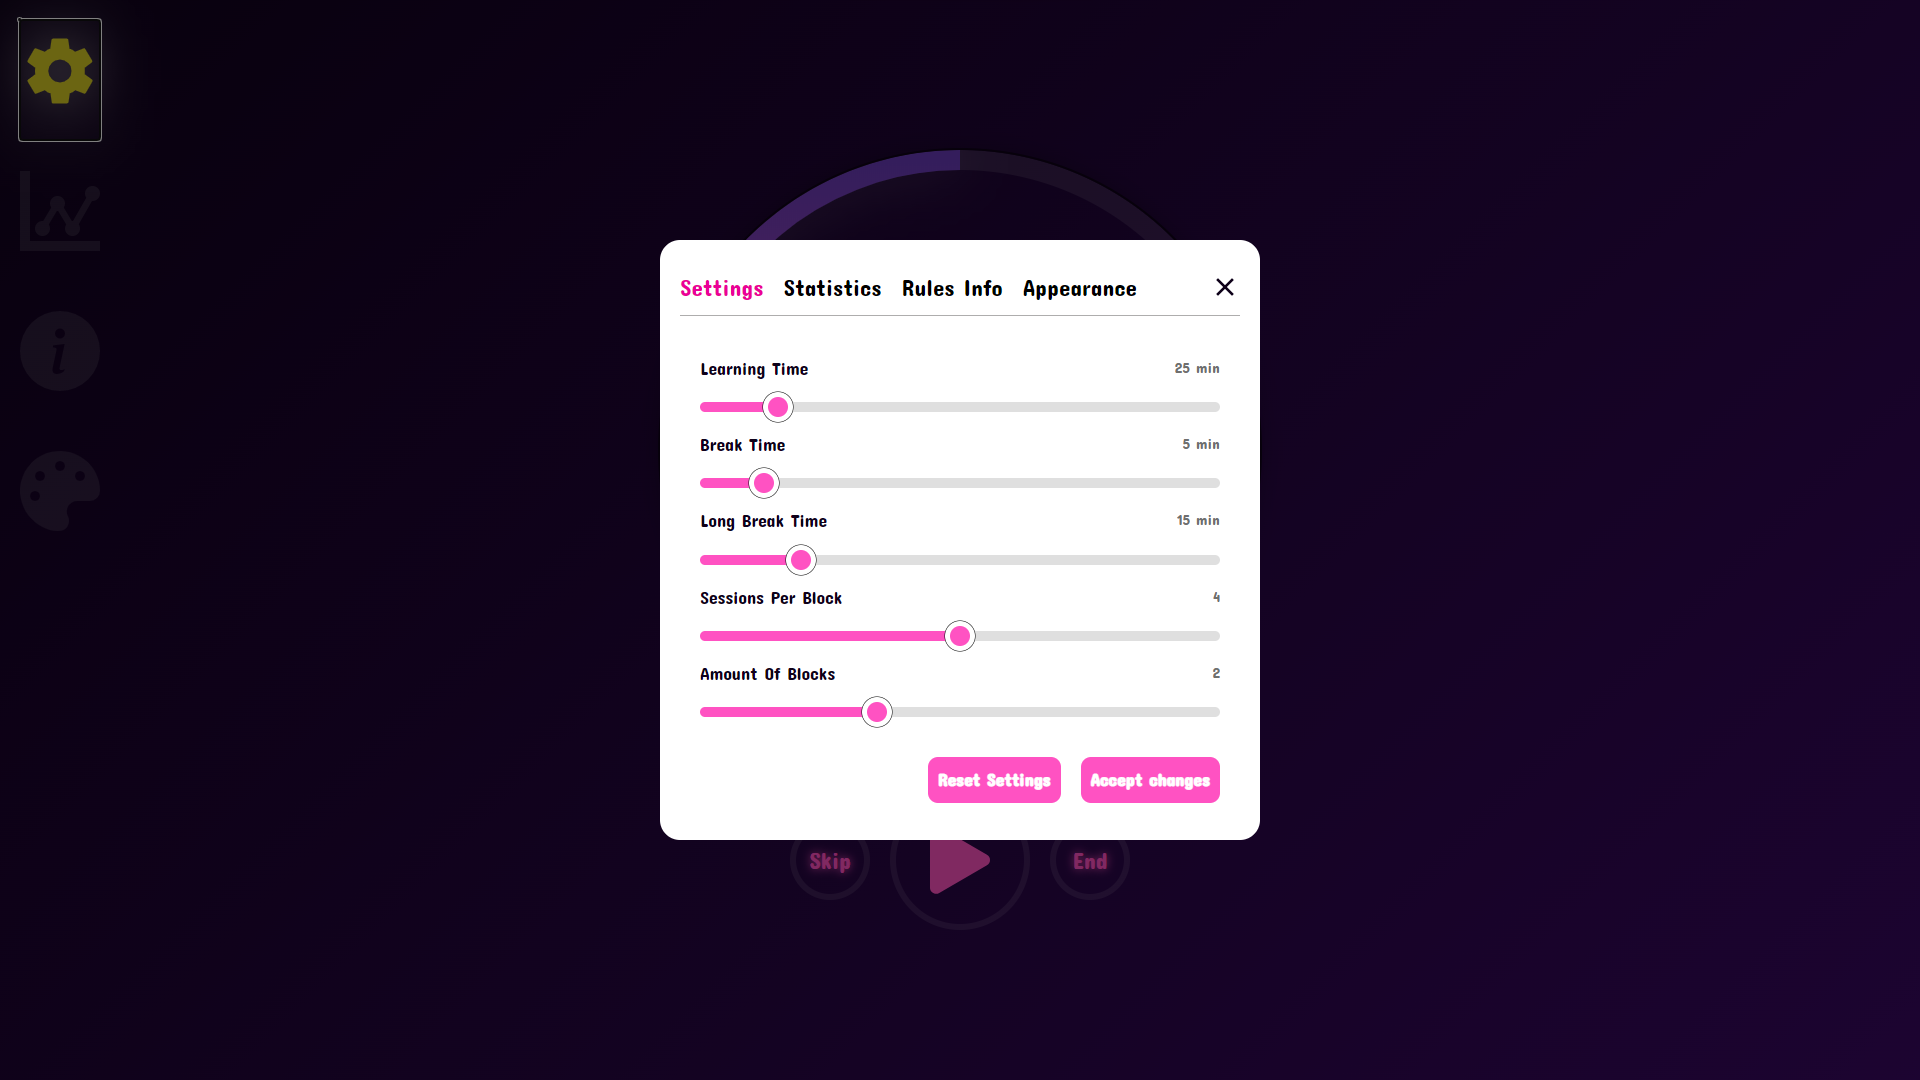 Settings Statistics Rules Info Appearance
Learning Time 25 min
Break Time 5 min
Long Break Time 15 min
Sessions Per Block 4
Amount Of Blocks 2
Reset Settings Accept changes
Skip End